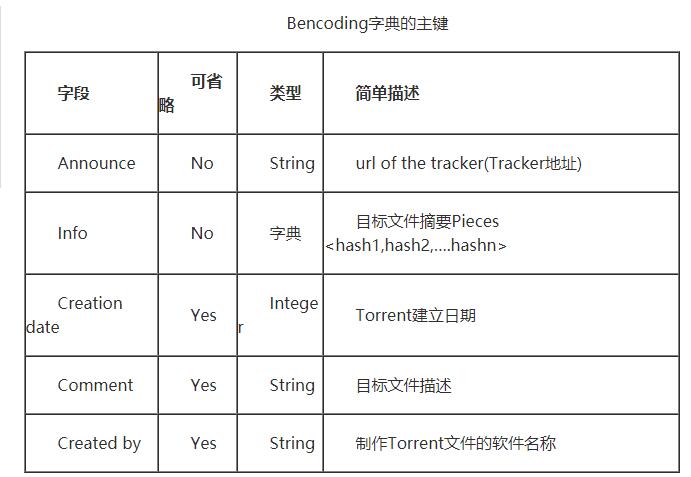 Bencoding字典的主键
字段 可省略 类型 简单描述
Announce No String url of the tracker(Tracker地址)
Info No 字典 目标文件摘要Pieces <hash1,hash2,....hashn>
Creation date Yes Integer Torrent建立日期
Comment Yes String 目标文件描述
Created by Yes String 制作Torrent文件的软件名称